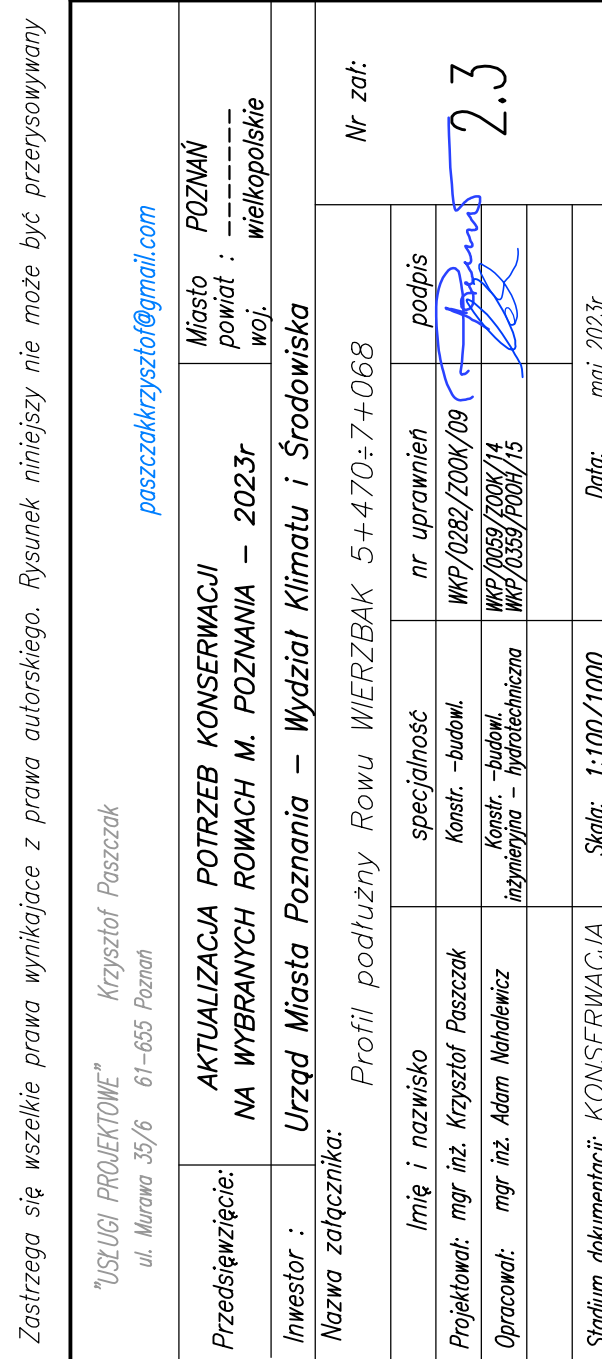 Zastrzega się wszelkie prawa wynikajace z prawa autorskiego. Rysunek niniejszy nie może być przerysowywany
"USŁUGI PROJEKTOWE" Krzysztof Paszczak
ul. Murawa 35/6 61-655 Poznań
paszczakkrzysztof@gmail.com
Przedsięwzięcie:
AKTUALIZACJA POTRZEB KONSERWACJI
NA WYBRANYCH ROWACH M. POZNANIA – 2023r
Miasto POZNAŃ
powiat : ---------
woj. wielkopolskie
Inwestor : Urząd Miasta Poznania – Wydział Klimatu i Środowiska
Nazwa załącznika:
Profil podłużny Rowu WIERZBAK 5+470÷7+068
Nr zał:
2.3
Imię i nazwisko specjalność nr uprawnień podpis
Projektował: mgr inż. Krzysztof Paszczak Konstr. -budowl. WKP/0282/ZOOK/09
Opracował: mgr inż. Adam Nahalewicz Konstr. -budowl. inżynieryjna – hydrotechniczna WKP/0059/ZOOK/14 WKP/0359/POOH/15
Stadium dokumentacji: KONSERWACJA Skala: 1:100/1000 Data: maj 2023r